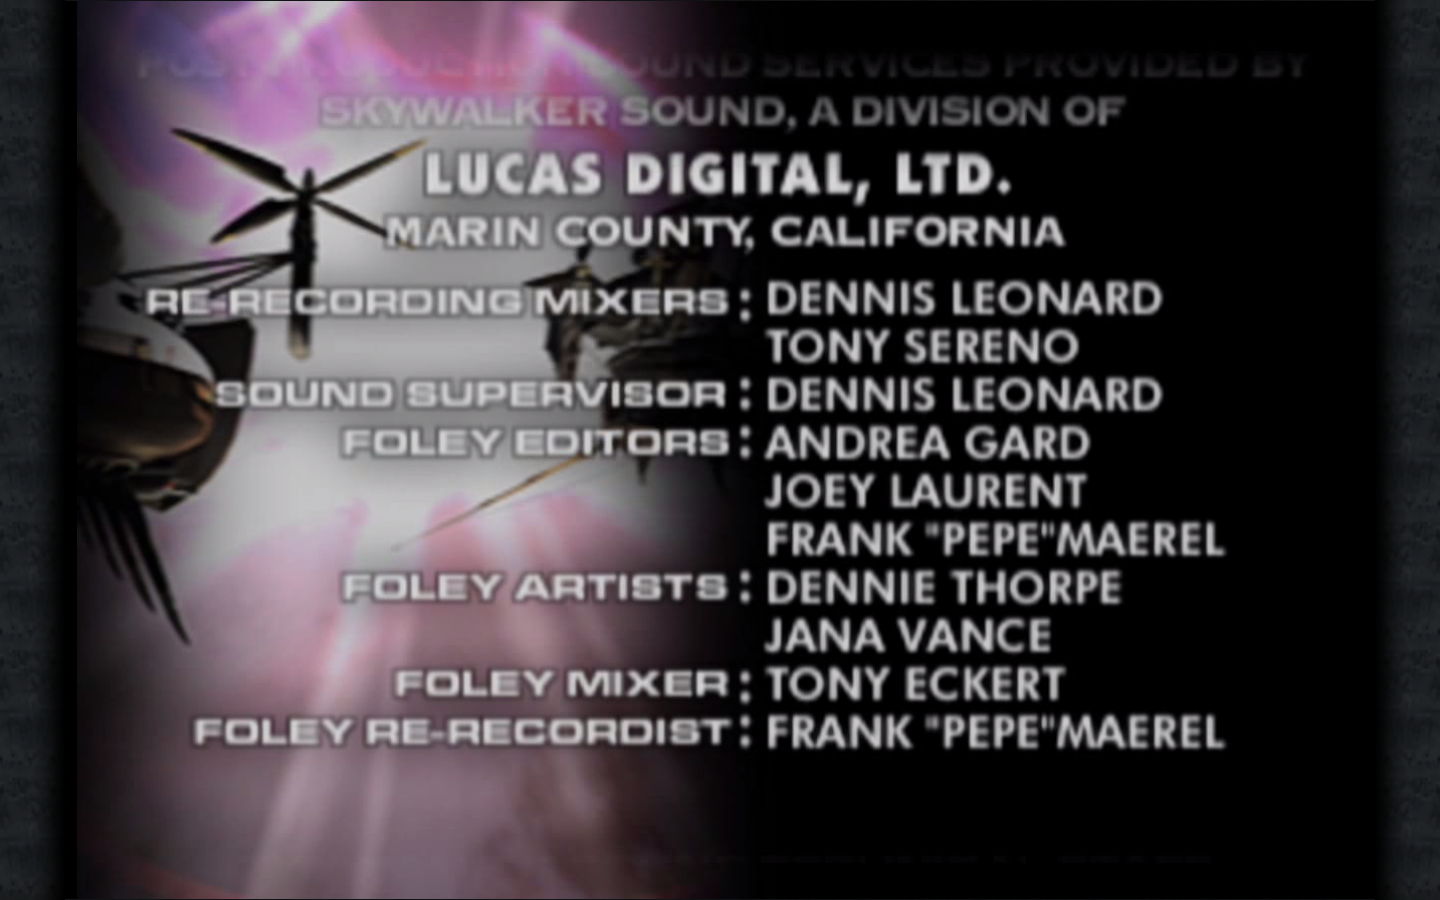 POST PRODUCTION SOUND SERVICES PROVIDED BY
SKYWALKER SOUND, A DIVISION OF
LUCAS DIGITAL, LTD.
MARIN COUNTY, CALIFORNIA
RE-RECORDING MIXERS : DENNIS LEONARD
TONY SERENO
SOUND SUPERVISOR : DENNIS LEONARD
FOLEY EDITORS : ANDREA GARD
JOEY LAURENT
FRANK "PEPE"MAEREL
FOLEY ARTISTS : DENNIE THORPE
JANA VANCE
FOLEY MIXER : TONY ECKERT
FOLEY RE-RECORDIST : FRANK "PEPE"MAEREL